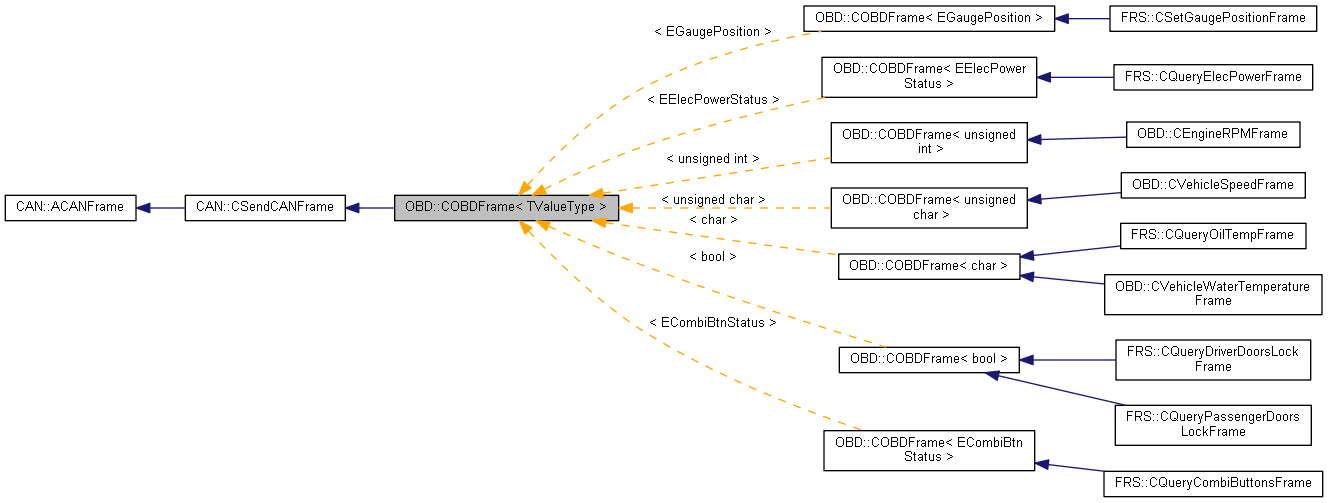 OBD::COBDFrame< EGaugePosition >
FRS::CSetGaugePositionFrame
< EGaugePosition >
OBD::COBDFrame< EElecPower
Status >
FRS::CQueryElecPowerFrame
< EElecPowerStatus >
OBD::COBDFrame< unsigned
int >
OBD::CEngineRPMFrame
< unsigned int >
CAN::ACANFrame
CAN::CSendCANFrame
OBD::COBDFrame< TValueType >
< unsigned char >
OBD::COBDFrame< unsigned
char >
OBD::CVehicleSpeedFrame
< char >
OBD::COBDFrame< char >
FRS::CQueryOilTempFrame
OBD::CVehicleWaterTemperature
Frame
< bool >
OBD::COBDFrame< bool >
FRS::CQueryDriverDoorsLock
Frame
FRS::CQueryPassengerDoors
LockFrame
< ECombiBtnStatus >
OBD::COBDFrame< ECombiBtn
Status >
FRS::CQueryCombiButtonsFrame